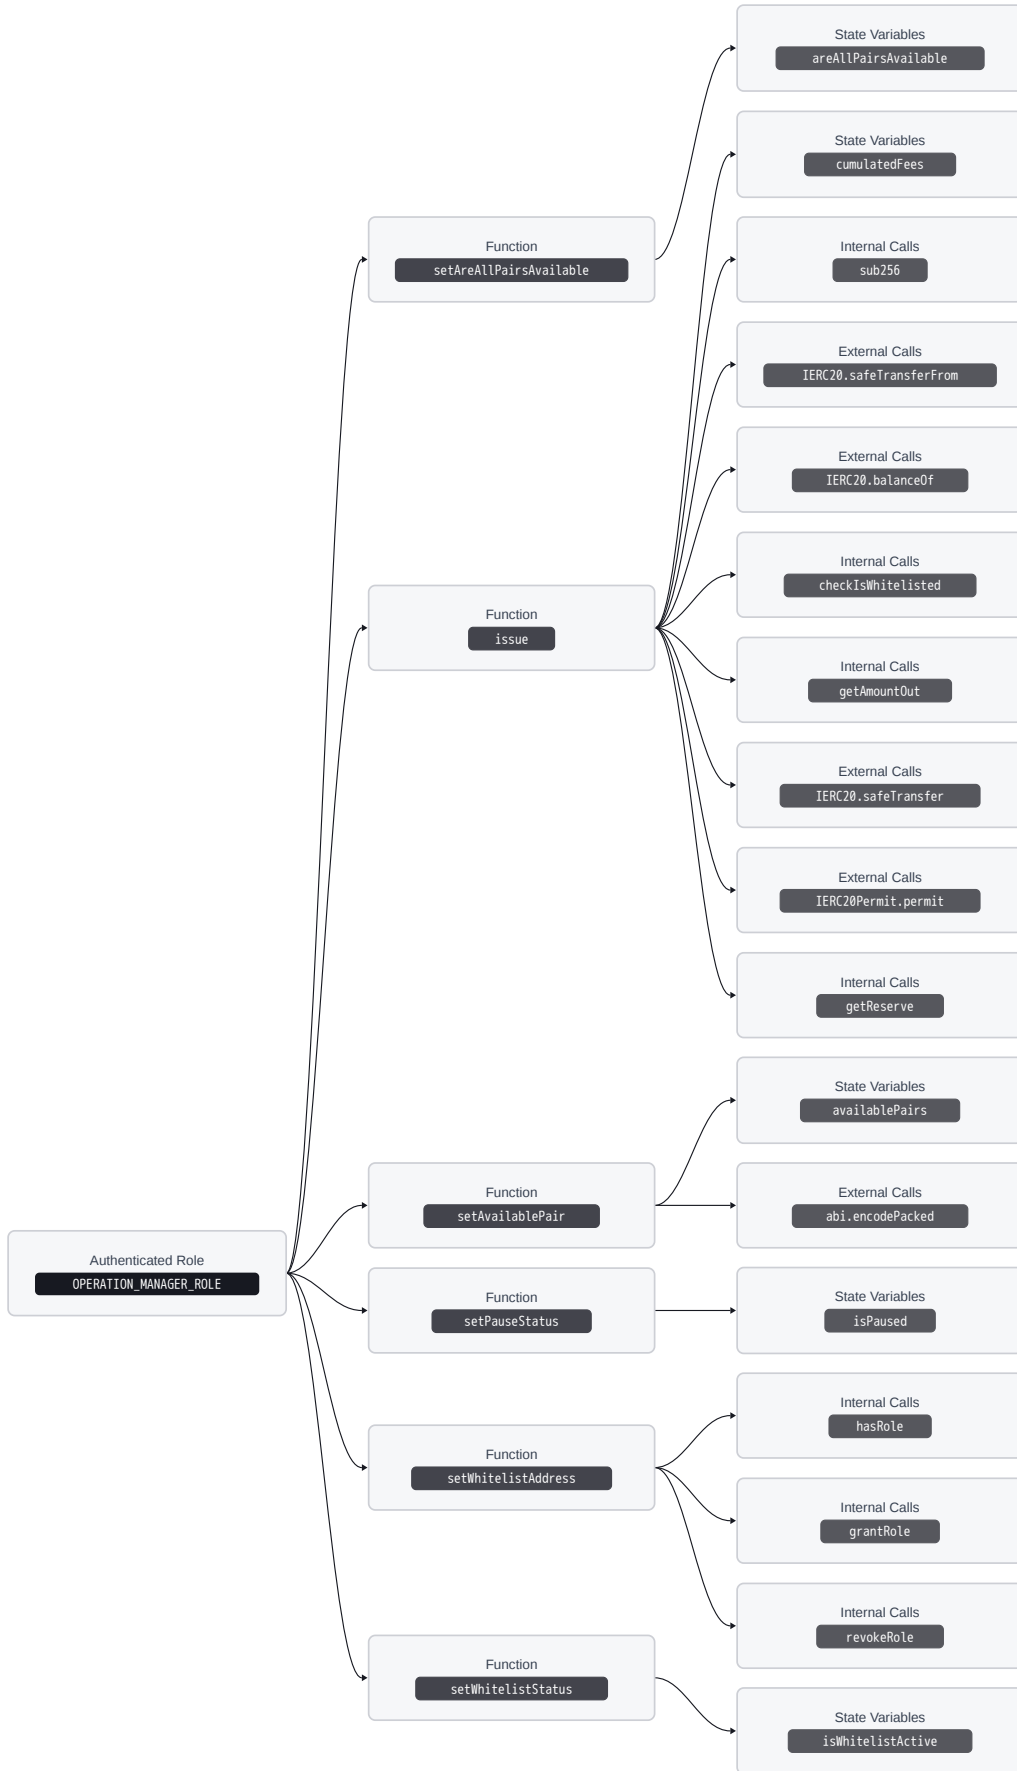 State Variables
areAllPairsAvailable
State Variables
cumulatedFees
Function
setAreAllPairsAvailable
Internal Calls
sub256
External Calls
IERC20.safeTransferFrom
External Calls
IERC20.balanceOf
Internal Calls
checkIsWhitelisted
Function
issue
Internal Calls
getAmountOut
External Calls
IERC20.safeTransfer
External Calls
IERC20Permit.permit
Internal Calls
getReserve
State Variables
availablePairs
Function
setAvailablePair
External Calls
abi.encodePacked
Authenticated Role
OPERATION_MANAGER_ROLE
Function
setPauseStatus
State Variables
isPaused
Internal Calls
hasRole
Function
setWhitelistAddress
Internal Calls
grantRole
Internal Calls
revokeRole
Function
setWhitelistStatus
State Variables
isWhitelistActive